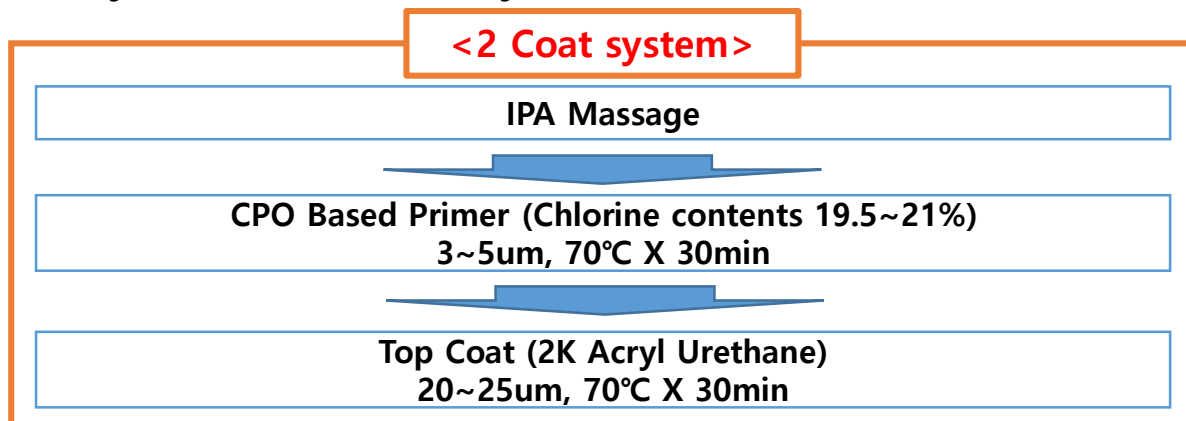 <2 Coat system>
IPA Massage
CPO Based Primer (Chlorine contents 19.5~21%)
3~5um, 70℃ X 30min
Top Coat (2K Acryl Urethane)
20~25um, 70℃ X 30min